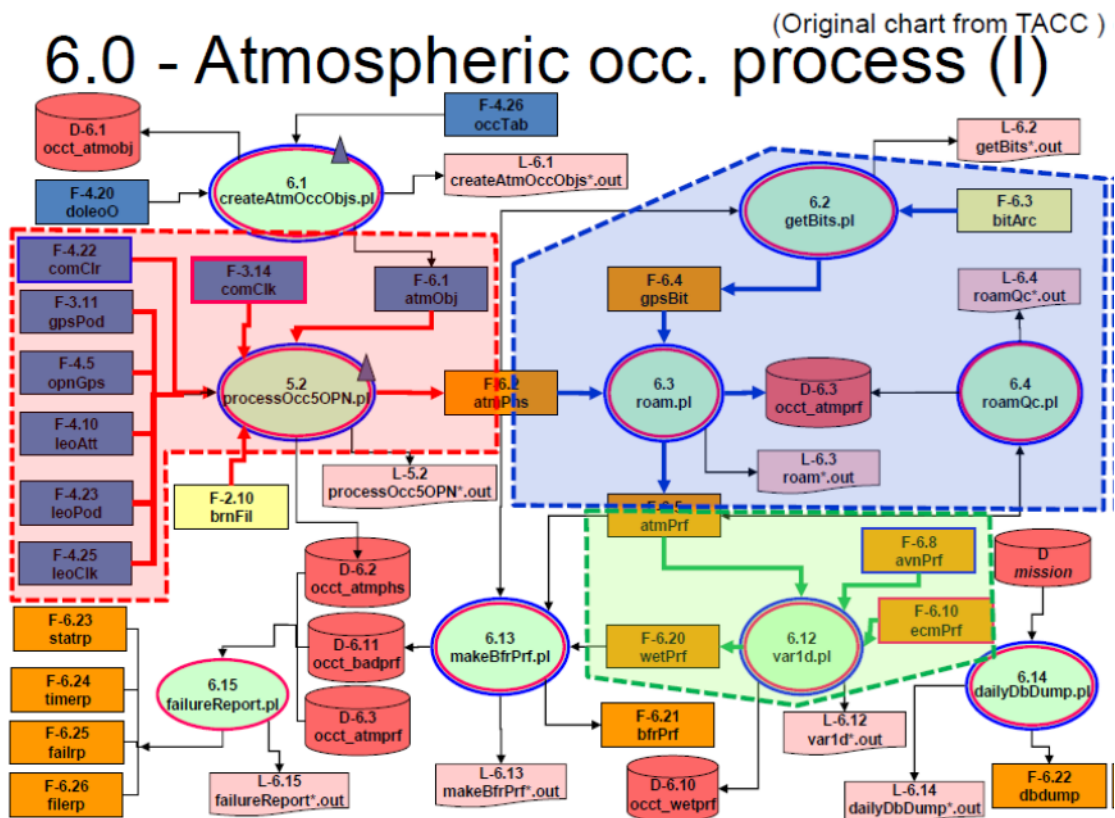 (Original chart from TACC )
6.0 - Atmospheric occ. process (I)
D-6.1
occt_atmobj
F-4.26
occTab
L-6.2
getBits*.out
6.1
createAtmOccObjs.pl
L-6.1
createAtmOccObjs*.out
F-4.20
doleoO
6.2
getBits.pl
F-6.3
bitArc
F-4.22
comClr
F-3.14
comClk
F-6.1
atmObj
F-6.4
gpsBit
L-6.4
roamQc*.out
F-3.11
gpsPod
F-4.5
opnGps
5.2
processOcc5OPN.pl
F-6.2
atmPhs
6.3
roam.pl
D-6.3
occt_atmprf
6.4
roamQc.pl
F-4.10
leoAtt
L-5.2
processOcc5OPN*.out
L-6.3
roam*.out
F-4.23
leoPod
F-2.10
brnFil
F-6.5
atmPrf
F-4.25
leoClk
F-6.8
avnPrf
D
mission
D-6.2
occt_atmphs
F-6.10
ecmPrf
F-6.23
statrp
D-6.11
occt_badprf
6.13
makeBfrPrf.pl
F-6.20
wetPrf
6.12
var1d.pl
F-6.24
timerp
6.15
failureReport.pl
6.14
dailyDbDump.pl
D-6.3
occt_atmprf
F-6.25
failrp
F-6.21
bfrPrf
L-6.12
var1d*.out
F-6.26
filerp
L-6.15
failureReport*.out
L-6.13
makeBfrPrf*.out
D-6.10
occt_wetprf
L-6.14
dailyDbDump*.out
F-6.22
dbdump